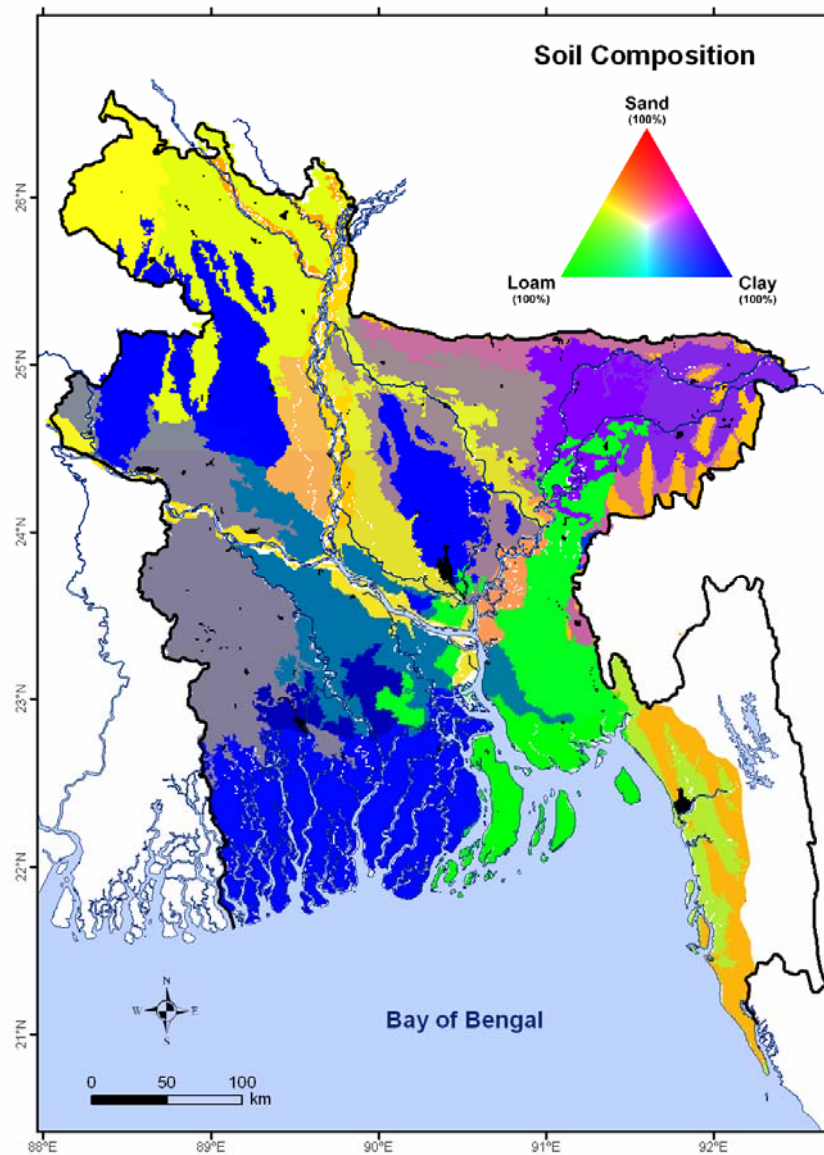 Soil Composition
Sand
(100%)
Loam
(100%)
Clay
(100%)
26°N
25°N
24°N
23°N
22°N
21°N
N
W E
S
Bay of Bengal
0 50 100
km
88°E 89°E 90°E 91°E 92°E